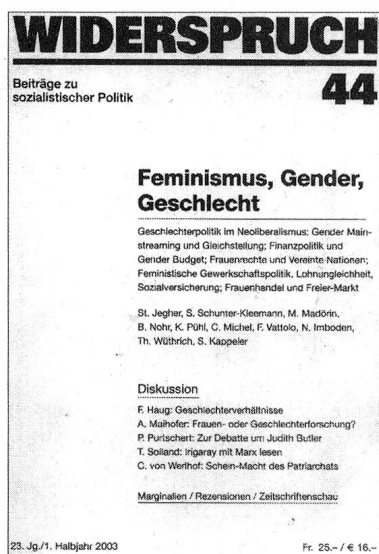 WIDERSPRUCH
Beiträge zu
sozialistischer Politik
44
Feminismus, Gender,
Geschlecht
Geschlechterpolitik im Neoliberalismus: Gender Main-
streaming und Gleichstellung; Finanzpolitik und
Gender Budget; Frauenrechte und Vereinte Nationen;
Feministische Gewerkschaftspolitik, Lohnungleichheit,
Sozialversicherung; Frauenhandel und Freier-Markt
St. Jegher, S. Schunter-Kleemann, M. Madörin,
B. Nohr, K. Pühl, C. Michel, F. Vattolo, N. Imboden,
Th. Wüthrich, S. Kappeler
Diskussion
F. Haug: Geschlechterverhältnisse
A. Maihofer: Frauen- oder Geschlechterforschung?
P. Purtschert: Zur Debatte um Judith Butler
T. Soiland: Irigaray mit Marx lesen
C. von Werlhof: Schein-Macht des Patriarchats
Marginalien / Rezensionen / Zeitschriftenschau
23. Jg./1. Halbjahr 2003
Fr. 25.– / € 16.–